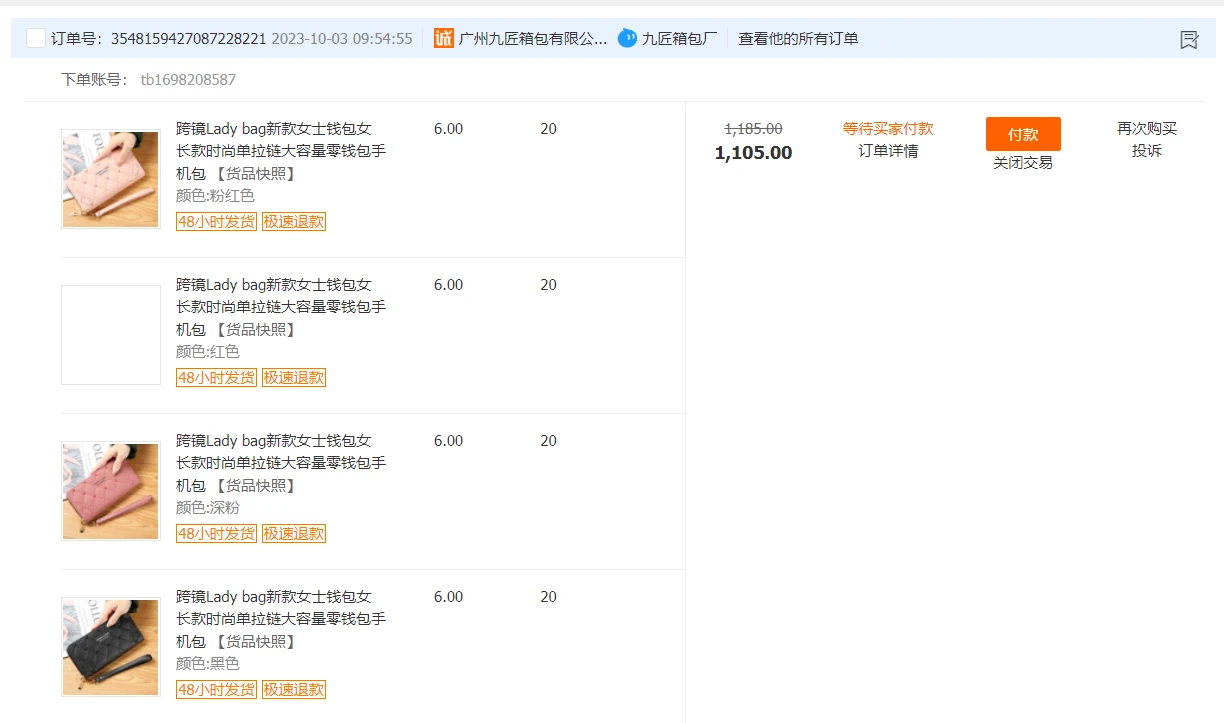 订单号：3548159427087228221 2023-10-03 09:54:55 诚 广州九匠箱包有限公... 九匠箱包厂 查看他的所有订单
下单账号： tb1698208587
跨镜Lady bag新款女士钱包女 6.00 20 1,185.00 等待买家付款 付款 再次购买
长款时尚单拉链大容量零钱包手 1,105.00 订单详情 关闭交易 投诉
机包 【货品快照】
颜色:粉红色
48小时发货 极速退款
跨镜Lady bag新款女士钱包女 6.00 20
长款时尚单拉链大容量零钱包手
机包 【货品快照】
颜色:红色
48小时发货 极速退款
跨镜Lady bag新款女士钱包女 6.00 20
长款时尚单拉链大容量零钱包手
机包 【货品快照】
颜色:深粉
48小时发货 极速退款
跨镜Lady bag新款女士钱包女 6.00 20
长款时尚单拉链大容量零钱包手
机包 【货品快照】
颜色:黑色
48小时发货 极速退款